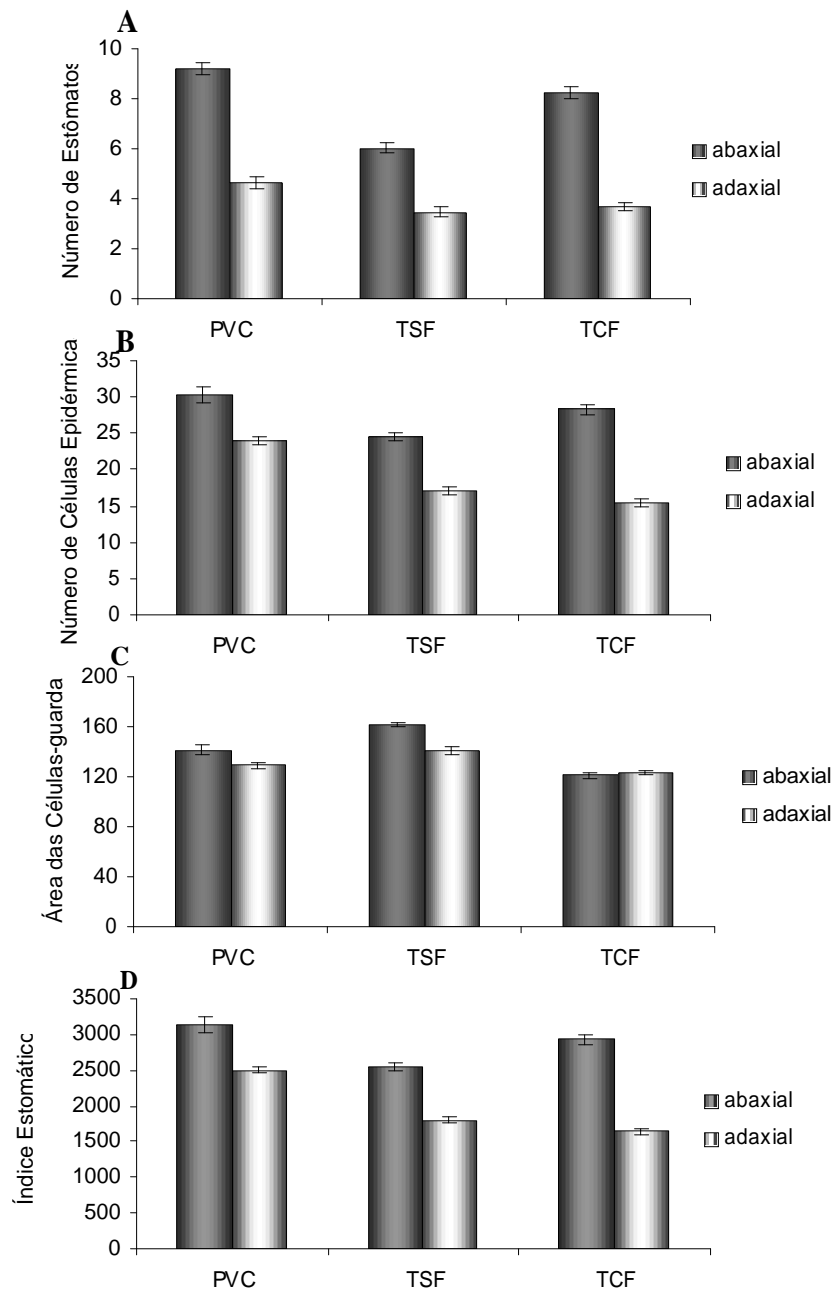 A
Número de Estômatos
10
8
6
4
2
0
PVC TSF TCF
abaxial
adaxial
B
Número de Células Epidérmica
35
30
25
20
15
10
5
0
PVC TSF TCF
abaxial
adaxial
C
Área das Células-guarda
200
160
120
80
40
0
PVC TSF TCF
abaxial
adaxial
D
Índice Estomático
3500
3000
2500
2000
1500
1000
500
0
PVC TSF TCF
abaxial
adaxial